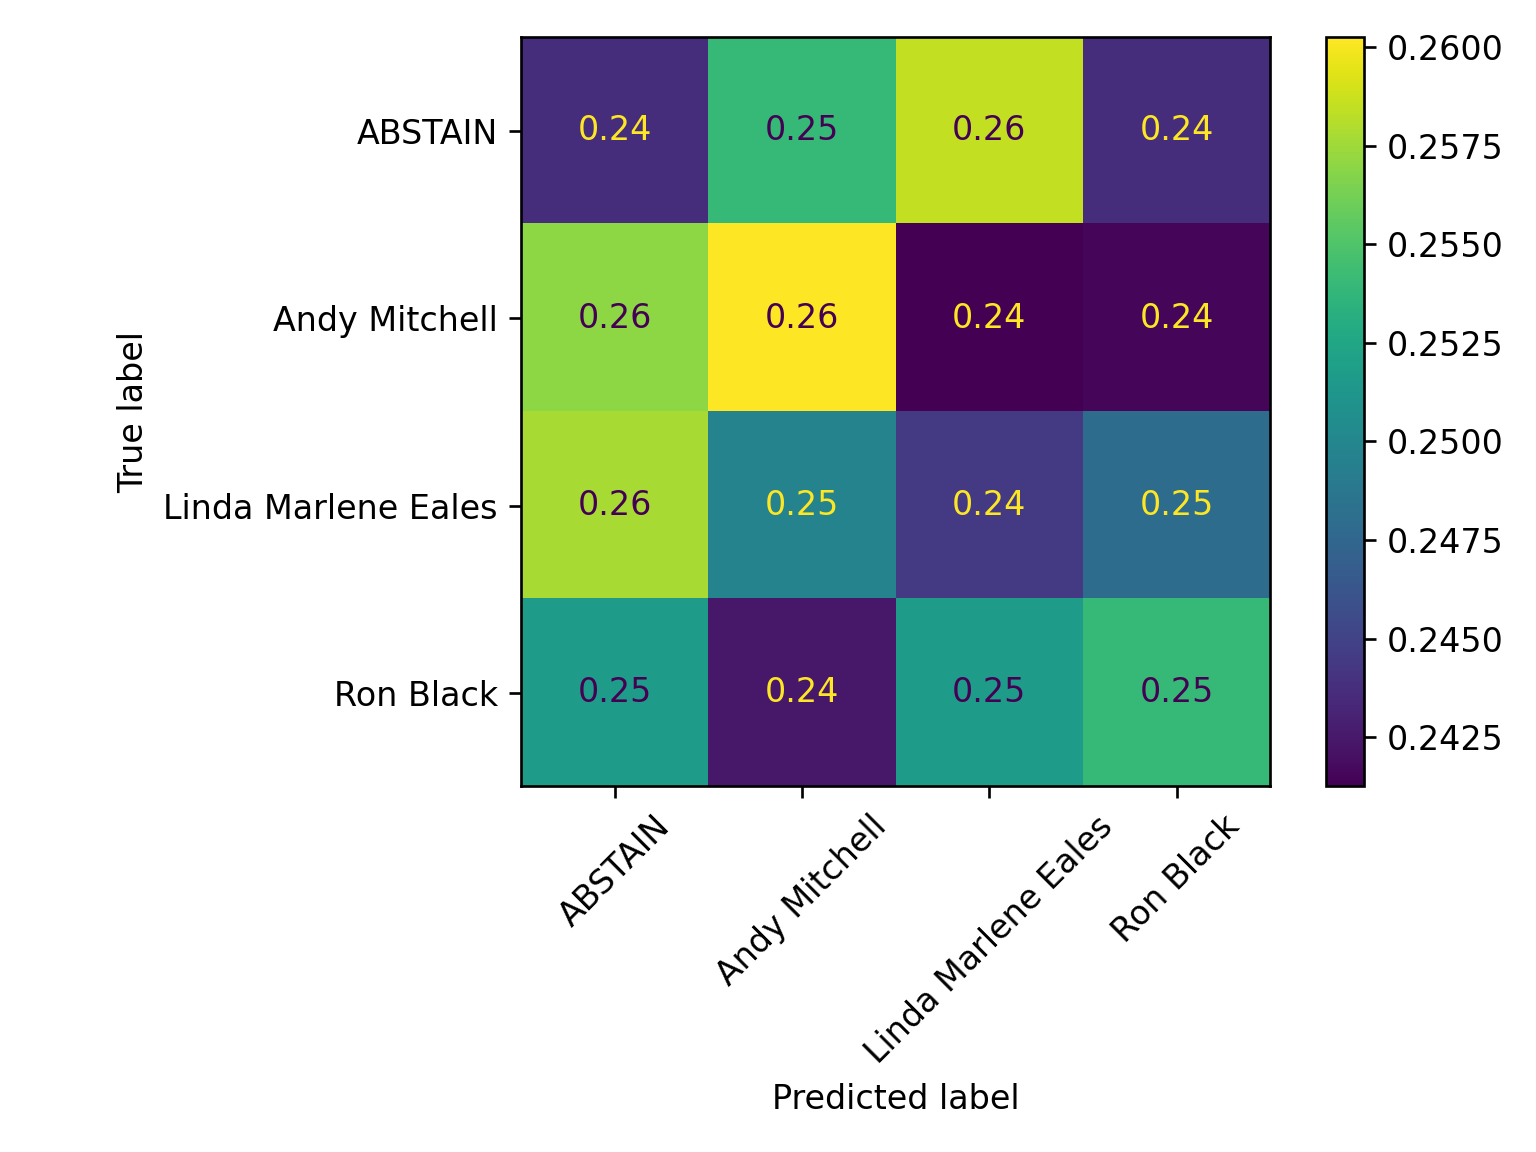 ABSTAIN 0.24 0.25 0.26 0.24
Andy Mitchell 0.26 0.26 0.24 0.24
Linda Marlene Eales 0.26 0.25 0.24 0.25
Ron Black 0.25 0.24 0.25 0.25
True label
ABSTAIN
Andy Mitchell
Linda Marlene Eales
Ron Black
Predicted label
0.2600
0.2575
0.2550
0.2525
0.2500
0.2475
0.2450
0.2425